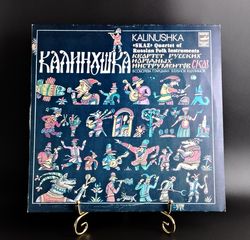 КАЛИНУШКА
KALINUSHKA
«SKAZ» Quartet of
Russian Folk Instruments
КВАРТЕТ РУССКИХ
НАРОДНЫХ
ИНСТРУМЕНТОВ
СКАЗ